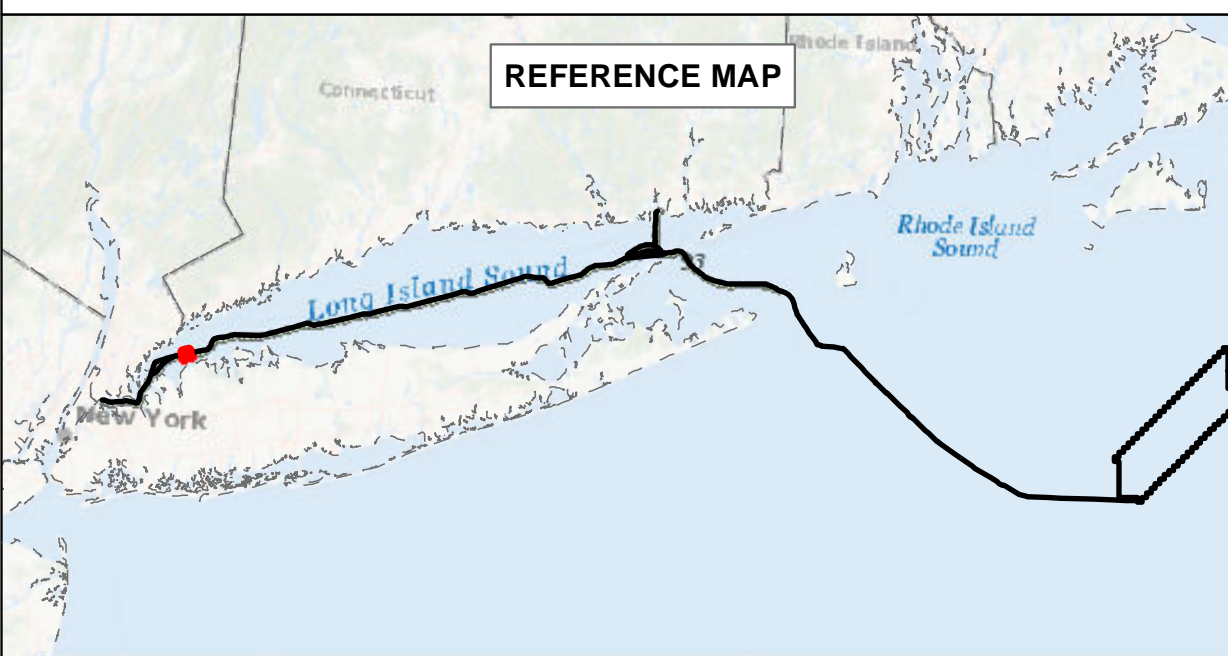 Rhode Island
REFERENCE MAP
Connecticut
Rhode Island
Sound
Long Island Sound
New York